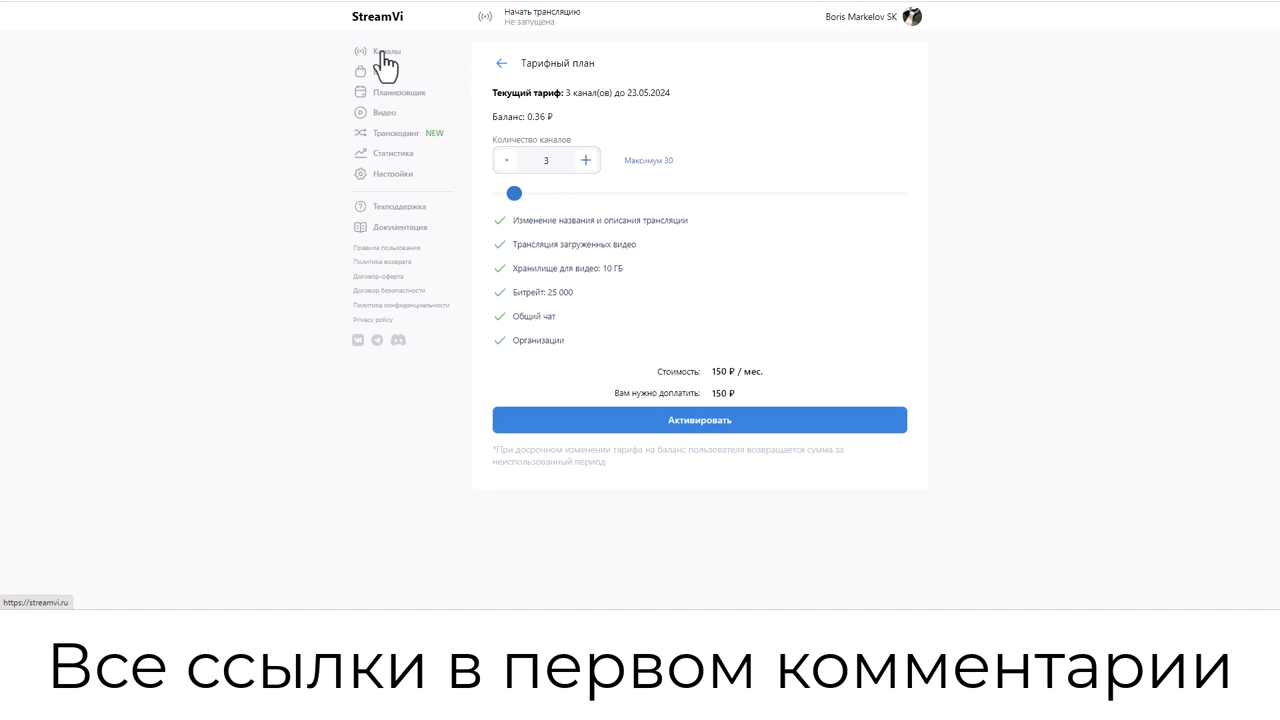 StreamVi
Начать трансляцию
Не запущена
Boris Markelov SK
Каналы
Планировщик
Видео
Транскодинг NEW
Статистика
Настройки
Техподдержка
Документация
Правила пользования
Политика возврата
Договор-оферта
Договор безопастности
Политика конфиденциальности
Privacy policy
Тарифный план
Текущий тариф: 3 канал(ов) до 23.05.2024
Баланс: 0.36 ₽
Количество каналов
- 3 +
Максимум 30
Изменение названия и описания трансляции
Трансляция загруженных видео
Хранилище для видео: 10 ГБ
Битрейт: 25 000
Общий чат
Организации
Стоимость: 150 ₽ / мес.
Вам нужно доплатить: 150 ₽
Активировать
*При досрочном изменении тарифа на баланс пользователя возвращается сумма за
неиспользованный период
https://streamvi.ru
Все ссылки в первом комментарии